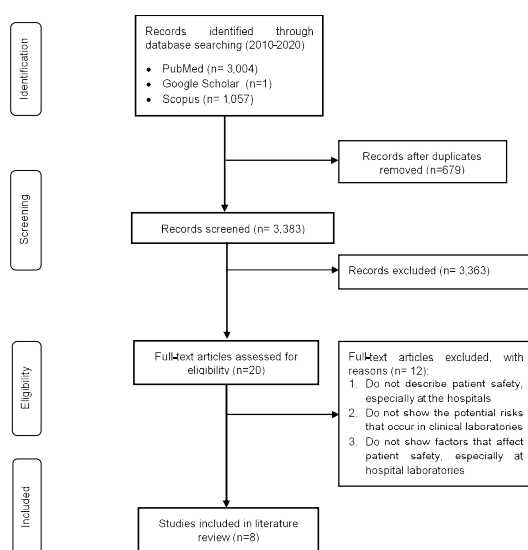 Identification
Records identified through
database searching (2010-2020)
• PubMed (n= 3,004)
• Google Scholar (n=1)
• Scopus (n= 1,057)
Records after duplicates
removed (n=679)
Screening
Records screened (n= 3,383)
Records excluded (n= 3,363)
Eligibility
Full-text articles assessed for
eligibility (n=20)
Full-text articles excluded, with
reasons (n= 12):
1. Do not describe patient safety,
especially at the hospitals
2. Do not show the potential risks
that occur in clinical laboratories
3. Do not show factors that affect
patient safety, especially at
hospital laboratories
Included
Studies included in literature
review (n=8)